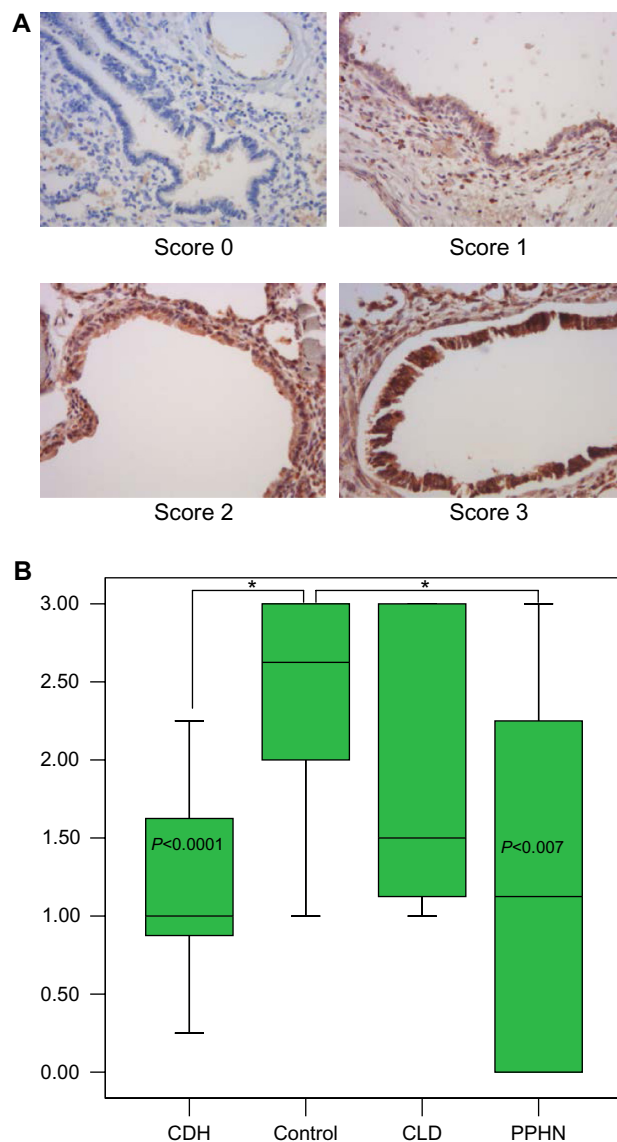 A
Score 0
Score 1
Score 2
Score 3
B
* *
3.00
2.50
2.00
1.50
1.00
0.50
0.00
P<0.0001
P<0.007
CDH Control CLD PPHN